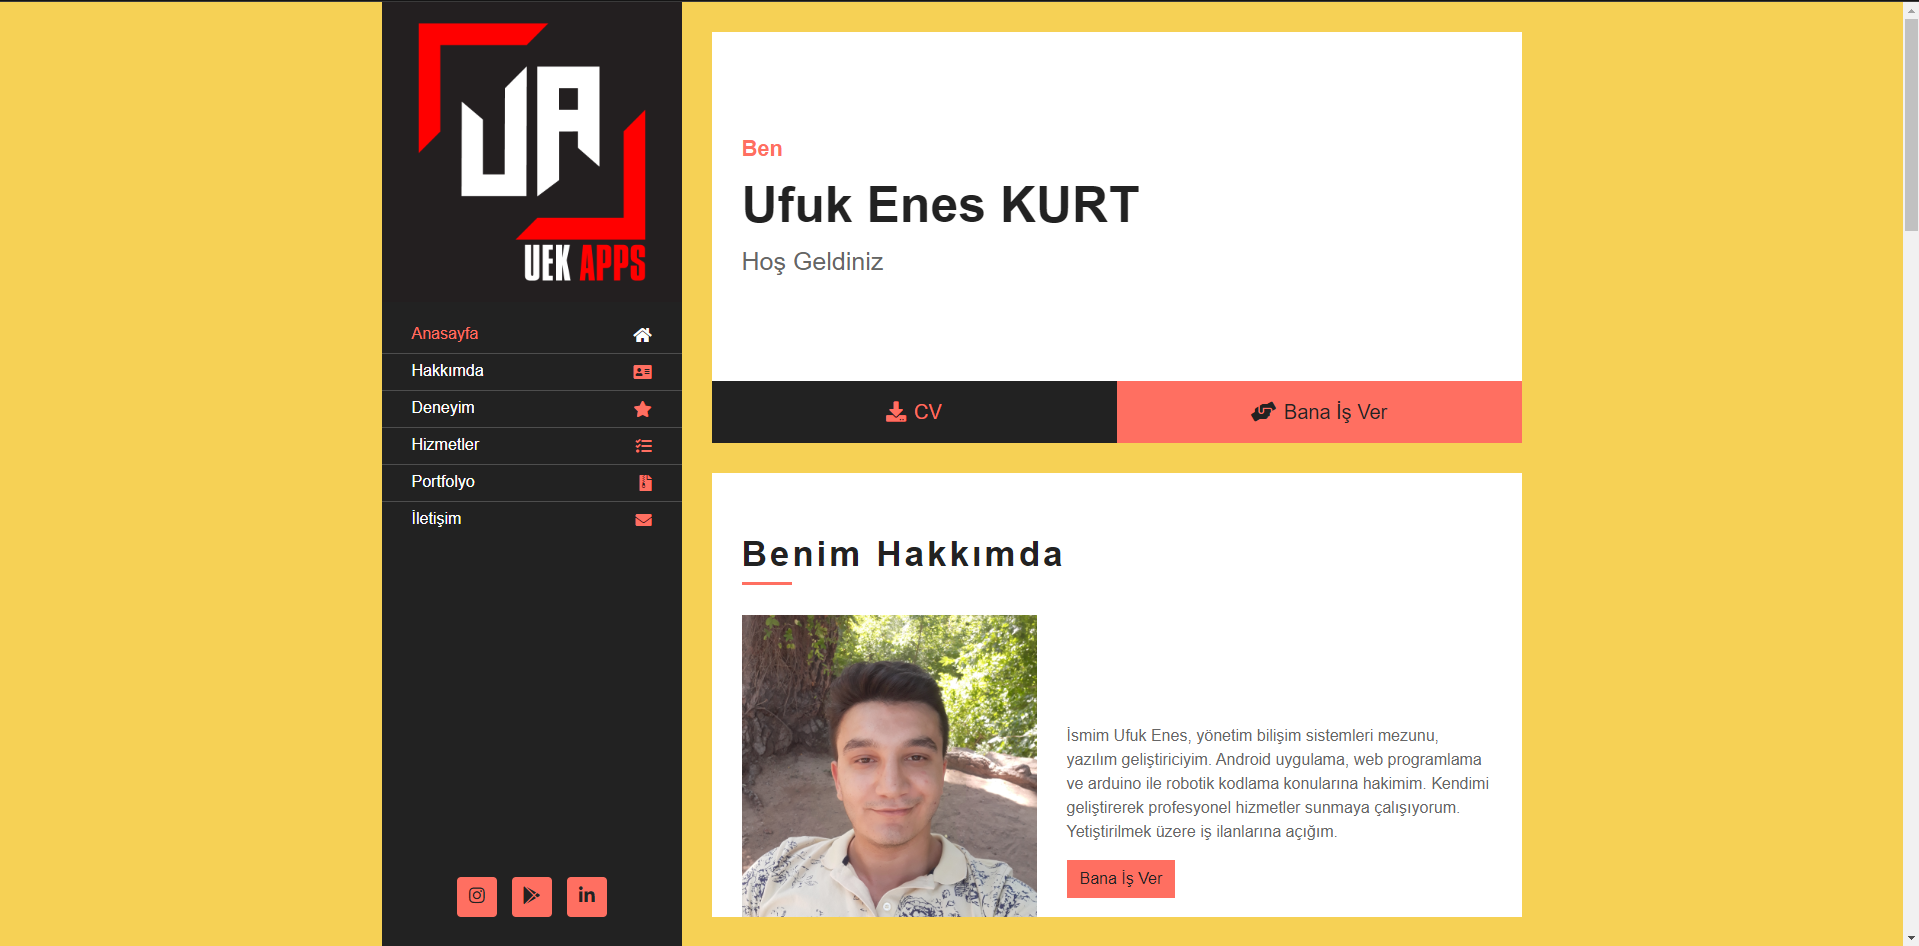 UA
UEK APPS
Anasayfa
Hakkımda
Deneyim
Hizmetler
Portfolyo
İletişim
in
Ben
Ufuk Enes KURT
Hoş Geldiniz
CV
Bana İş Ver
Benim Hakkımda
İsmim Ufuk Enes, yönetim bilişim sistemleri mezunu,
yazılım geliştiriciyim. Android uygulama, web programlama
ve arduino ile robotik kodlama konularına hakimim. Kendimi
geliştirerek profesyonel hizmetler sunmaya çalışıyorum.
Yetiştirilmek üzere iş ilanlarına açığım.
Bana İş Ver